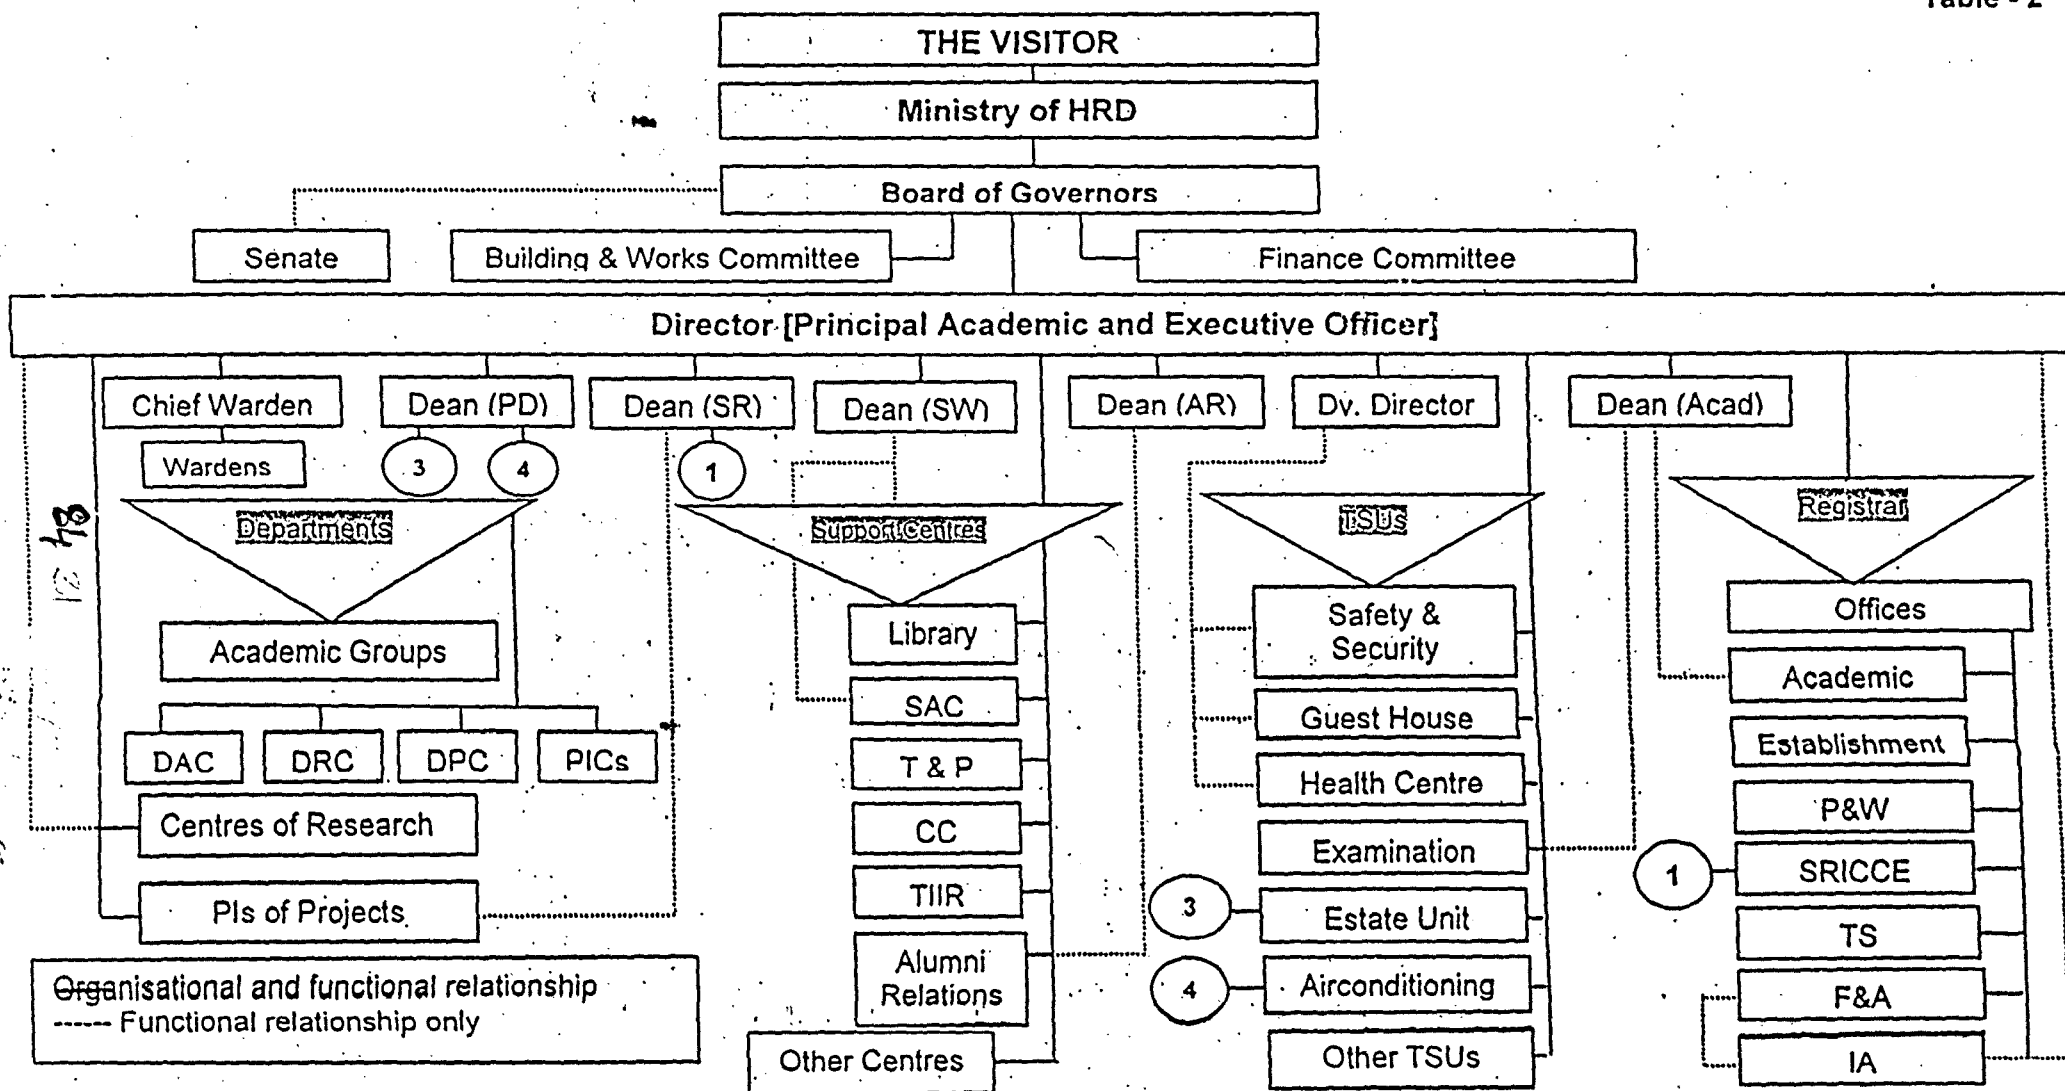 Table - 2
THE VISITOR
Ministry of HRD
Board of Governors
Senate
Building & Works Committee
Finance Committee
Director [Principal Academic and Executive Officer]
Chief Warden
Dean (PD)
Dean (SR)
Dean (SW)
Dean (AR)
Dv. Director
Dean (Acad)
Wardens
3
4
1
Departments
Support Centres
TSUs
Registrar
Academic Groups
DAC
DRC
DPC
PICs
Centres of Research
PIs of Projects
Library
SAC
T & P
CC
TIIR
Alumni
Relations
Other Centres
Safety &
Security
Guest House
Health Centre
Examination
3
Estate Unit
4
Airconditioning
Other TSUs
Offices
Academic
Establishment
P&W
1
SRICCE
TS
F&A
IA
Organisational and functional relationship
------ Functional relationship only